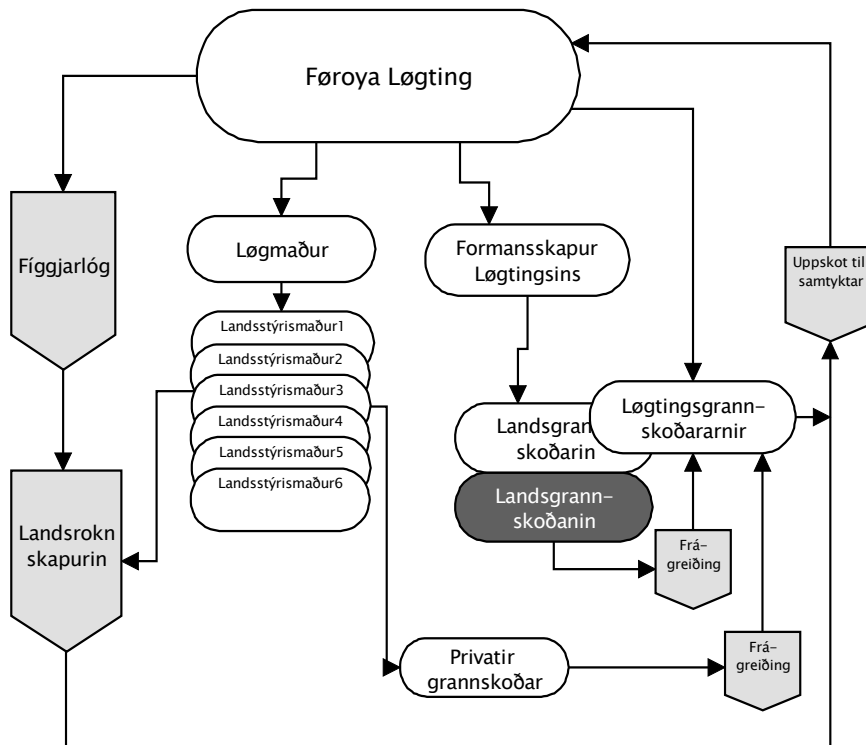 Føroya Løgting
Løgmaður
Formansskapur
Løgtingsins
Fíggjarlóg
Uppskot til
samtyktar
Landsstýrismaður1
Landsstýrismaður2
Landsstýrismaður3
Landsstýrismaður4
Landsstýrismaður5
Landsstýrismaður6
Løgtingsgrann-
skoðararnir
Landsgran
skoðarin
Landsgrann-
skoðanin
Landsrokn
skapurin
Frá-
greiðing
Privatir
grannskoðar
Frá-
greiðing